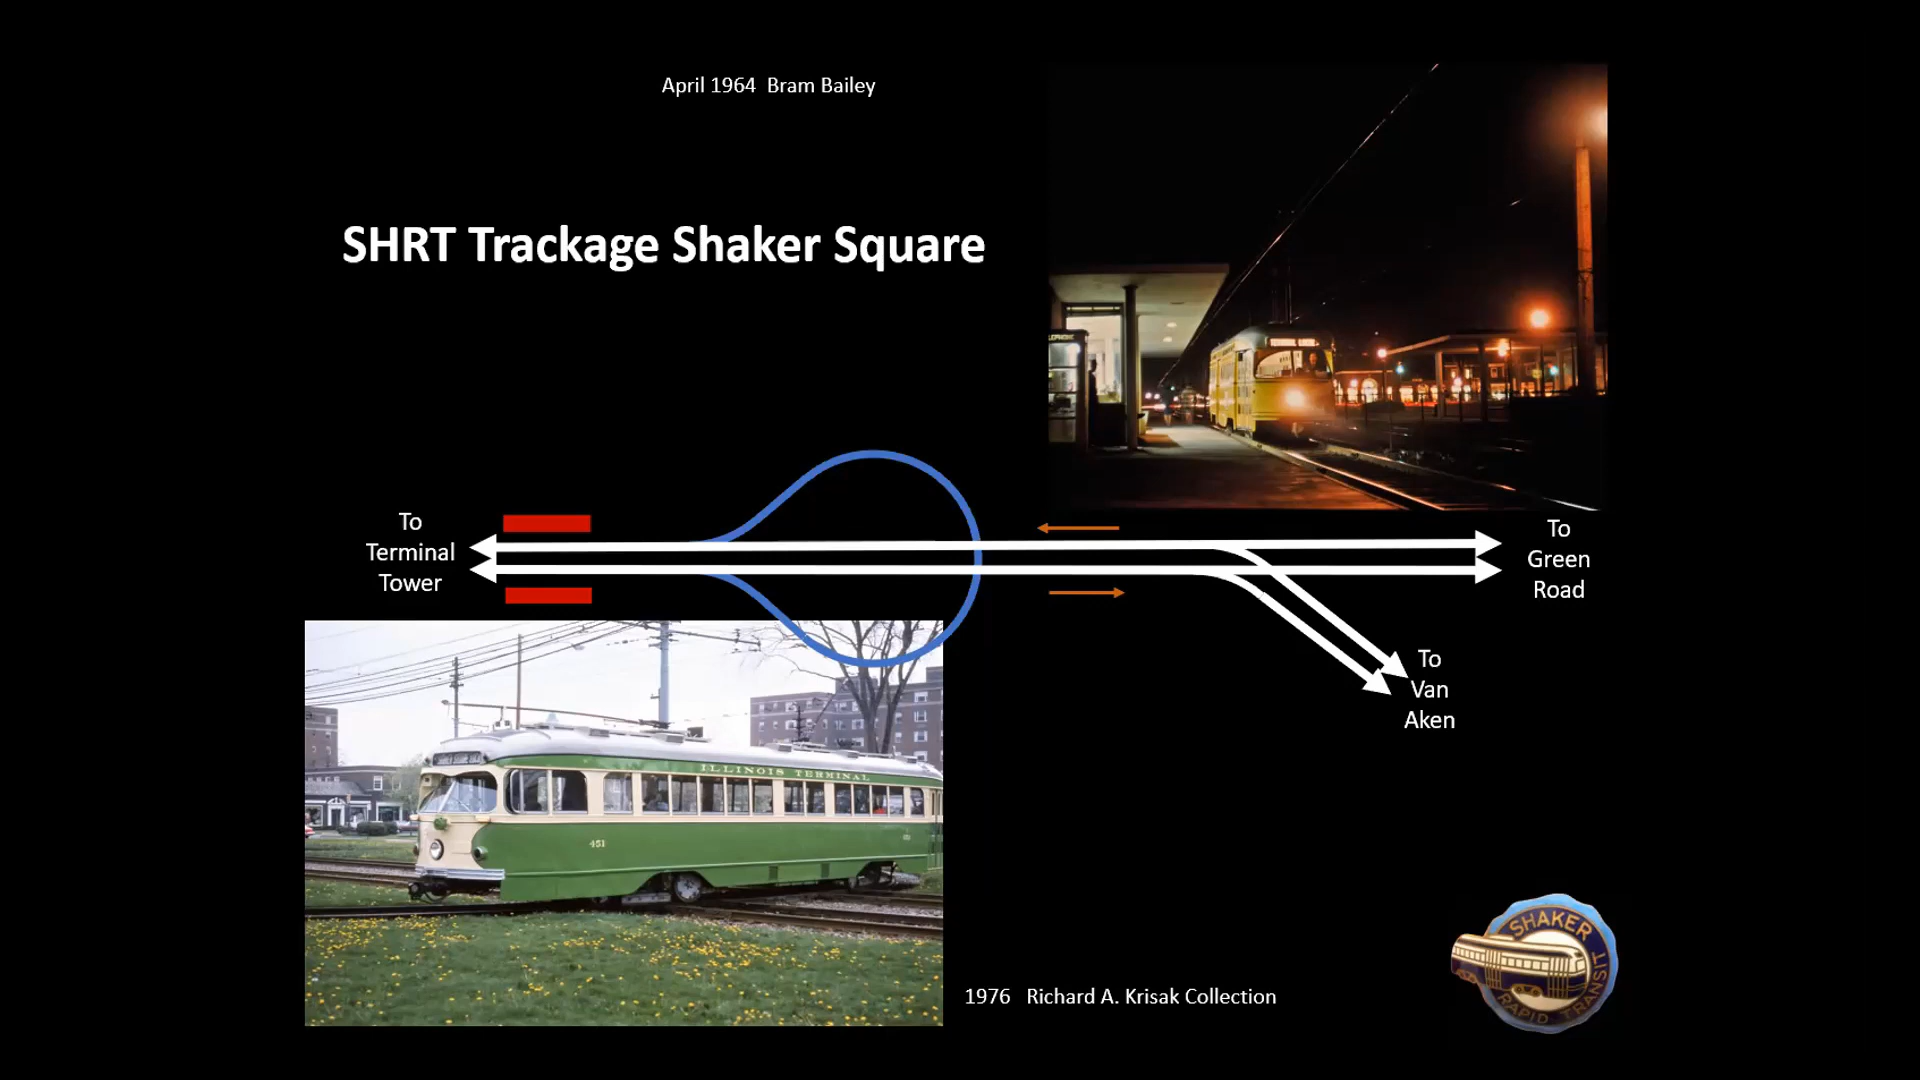 April 1964 Bram Bailey
SHRT Trackage Shaker Square
To
Terminal
Tower
To
Green
Road
To
Van
Aken
ILLINOIS TERMINAL
451
1976 Richard A. Krisak Collection
SHAKER
RAPID TRANSIT